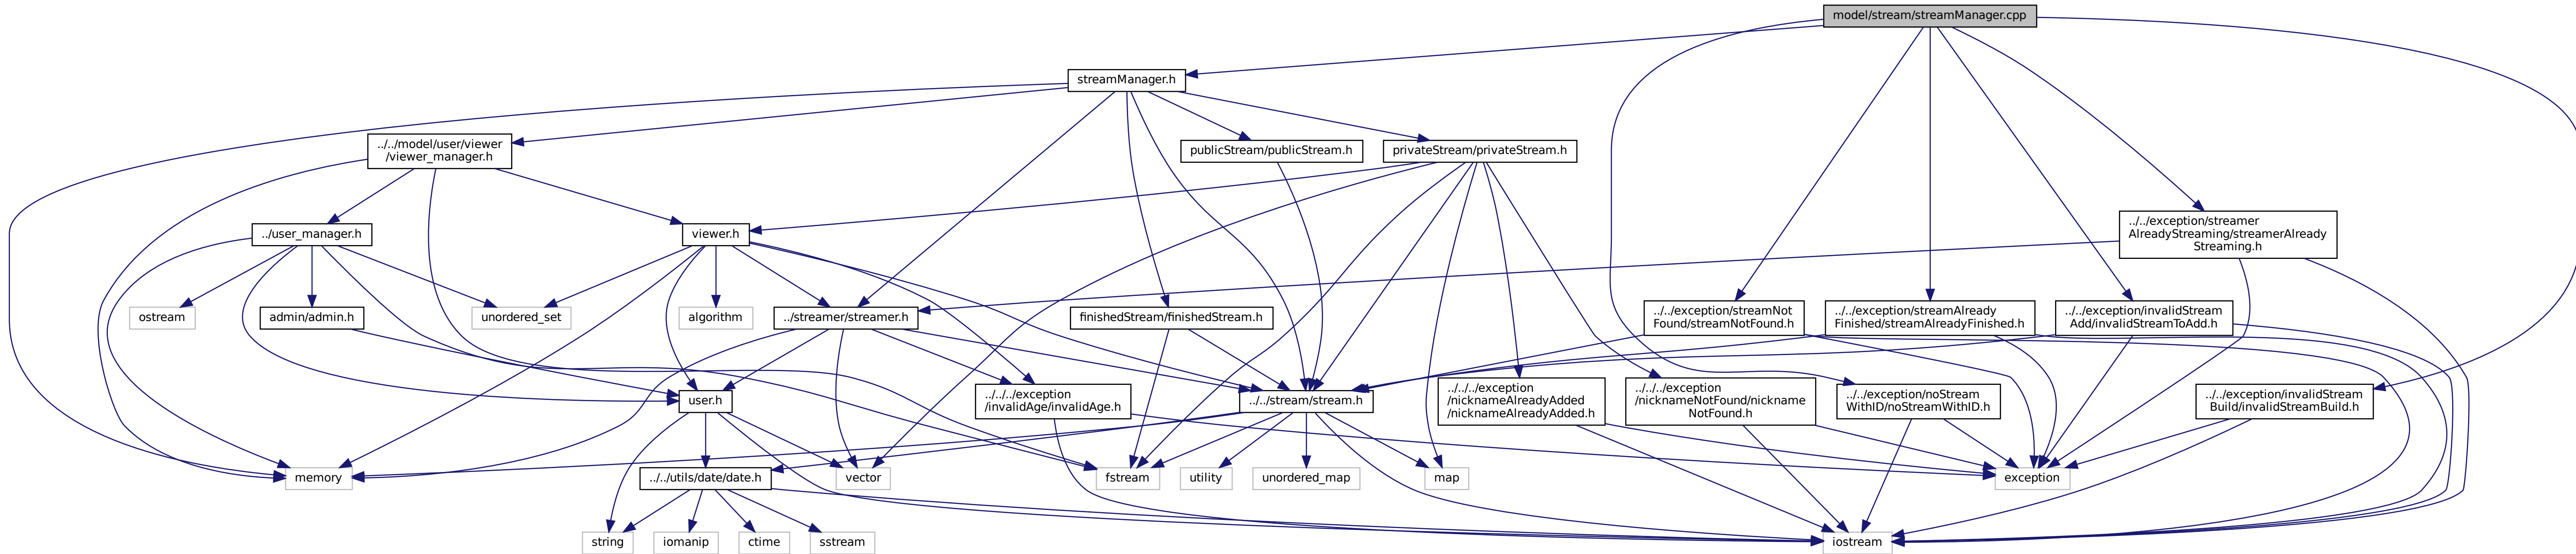 model/stream/streamManager.cpp
streamManager.h
../../model/user/viewer
/viewer_manager.h
publicStream/publicStream.h
privateStream/privateStream.h
../user_manager.h
viewer.h
../../exception/streamer
AlreadyStreaming/streamerAlready
Streaming.h
ostream
admin/admin.h
unordered_set
algorithm
../streamer/streamer.h
finishedStream/finishedStream.h
../../exception/streamNot
Found/streamNotFound.h
../../exception/streamAlready
Finished/streamAlreadyFinished.h
../../exception/invalidStream
Add/invalidStreamToAdd.h
user.h
../../../exception
/invalidAge/invalidAge.h
../../stream/stream.h
../../../exception
/nicknameAlreadyAdded
/nicknameAlreadyAdded.h
../../../exception
/nicknameNotFound/nickname
NotFound.h
../../exception/noStream
WithID/noStreamWithID.h
../../exception/invalidStream
Build/invalidStreamBuild.h
memory
../../utils/date/date.h
vector
fstream
utility
unordered_map
map
exception
string
iomanip
ctime
sstream
iostream